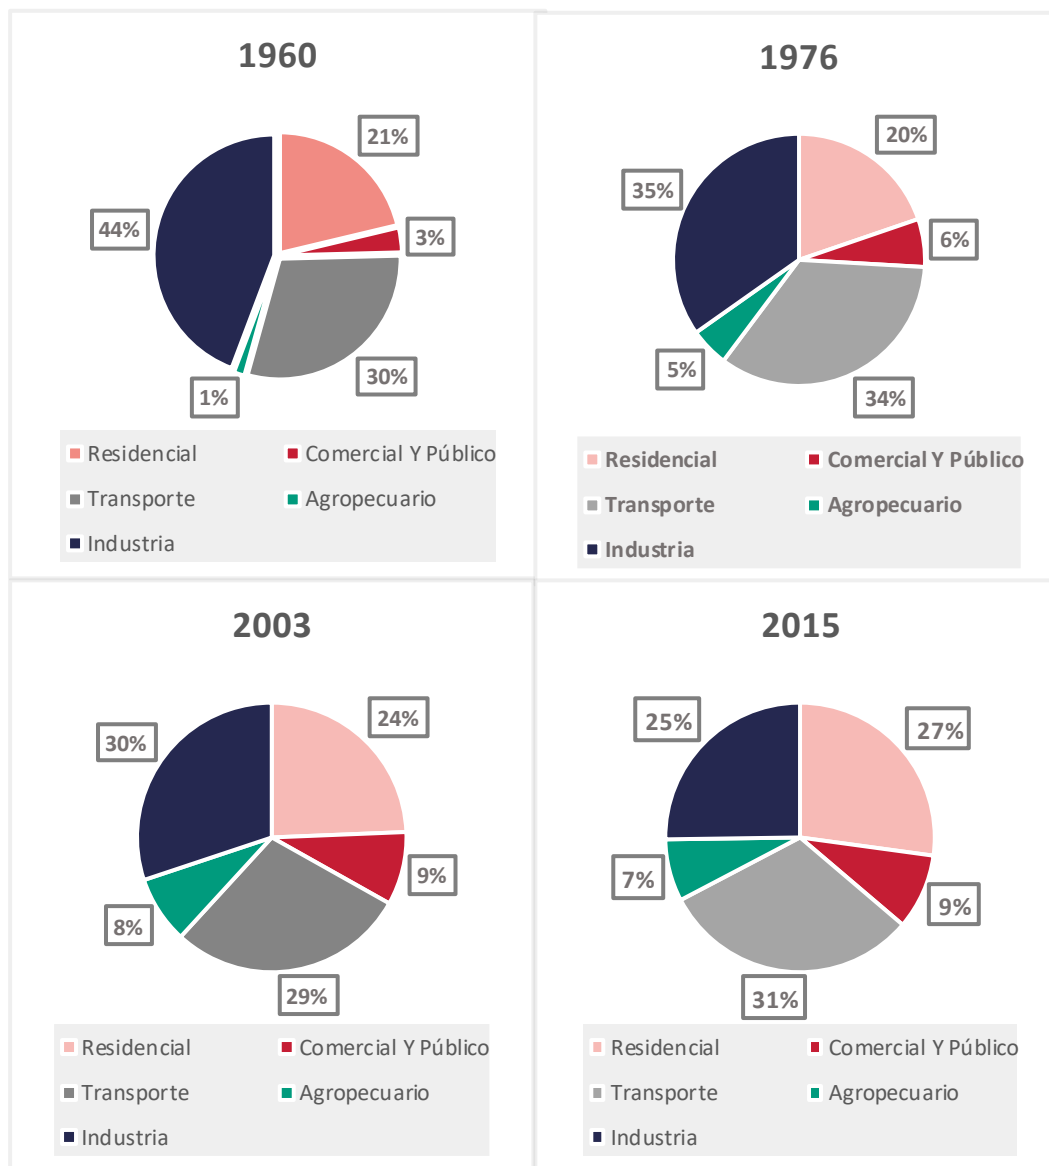 1960
21%
44%
3%
30%
1%
Residencial
Comercial Y Público
Transporte
Agropecuario
Industria
1976
20%
35%
6%
5%
34%
Residencial
Comercial Y Público
Transporte
Agropecuario
Industria
2003
24%
30%
9%
8%
29%
Residencial
Comercial Y Público
Transporte
Agropecuario
Industria
2015
25%
27%
7%
9%
31%
Residencial
Comercial Y Público
Transporte
Agropecuario
Industria